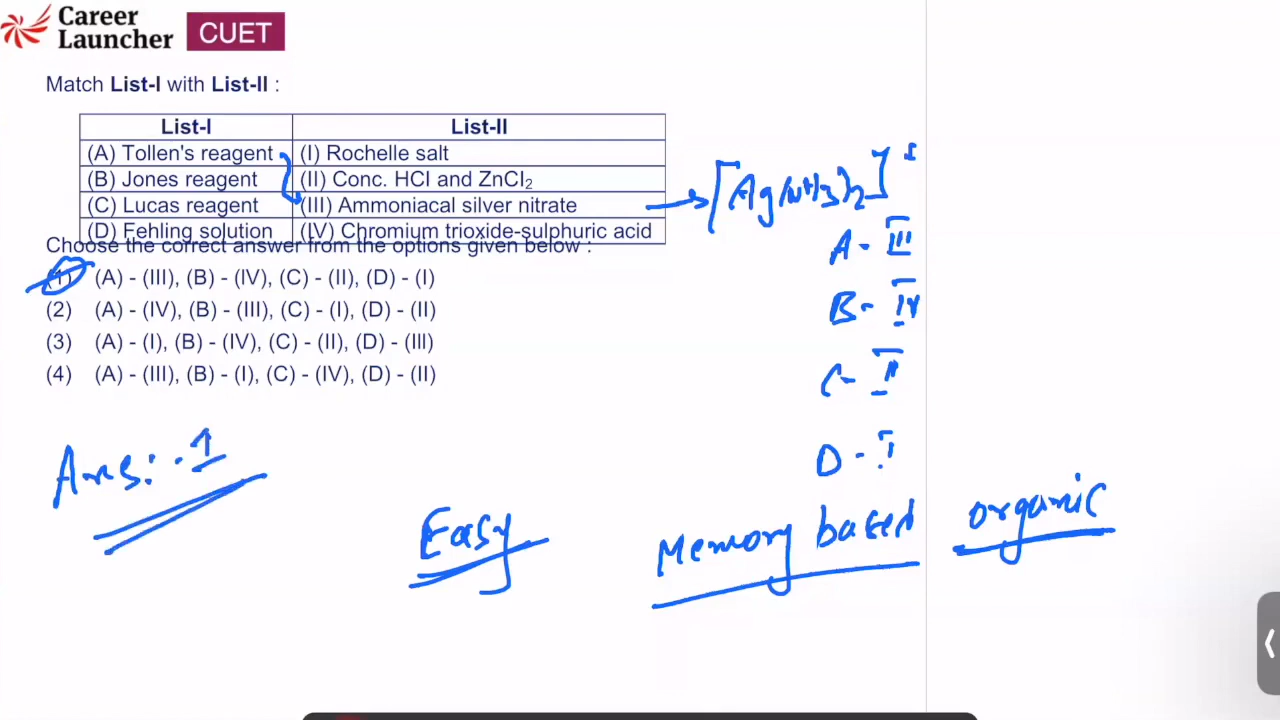 Career
Launcher CUET
Match List-I with List-II :
List-I List-II
(A) Tollen's reagent (I) Rochelle salt
(B) Jones reagent (II) Conc. HCl and ZnCl₂
(C) Lucas reagent (III) Ammoniacal silver nitrate
(D) Fehling solution (IV) Chromium trioxide-sulphuric acid
Choose the correct answer from the options given below :
(1) (A) - (III), (B) - (IV), (C) - (II), (D) - (I)
(2) (A) - (IV), (B) - (III), (C) - (I), (D) - (II)
(3) (A) - (I), (B) - (IV), (C) - (II), (D) - (III)
(4) (A) - (III), (B) - (I), (C) - (IV), (D) - (II)
[Ag(NH3)2]
A - III
B - IV
C - II
D - I
Ans: - 1
Easy
Memory based organic